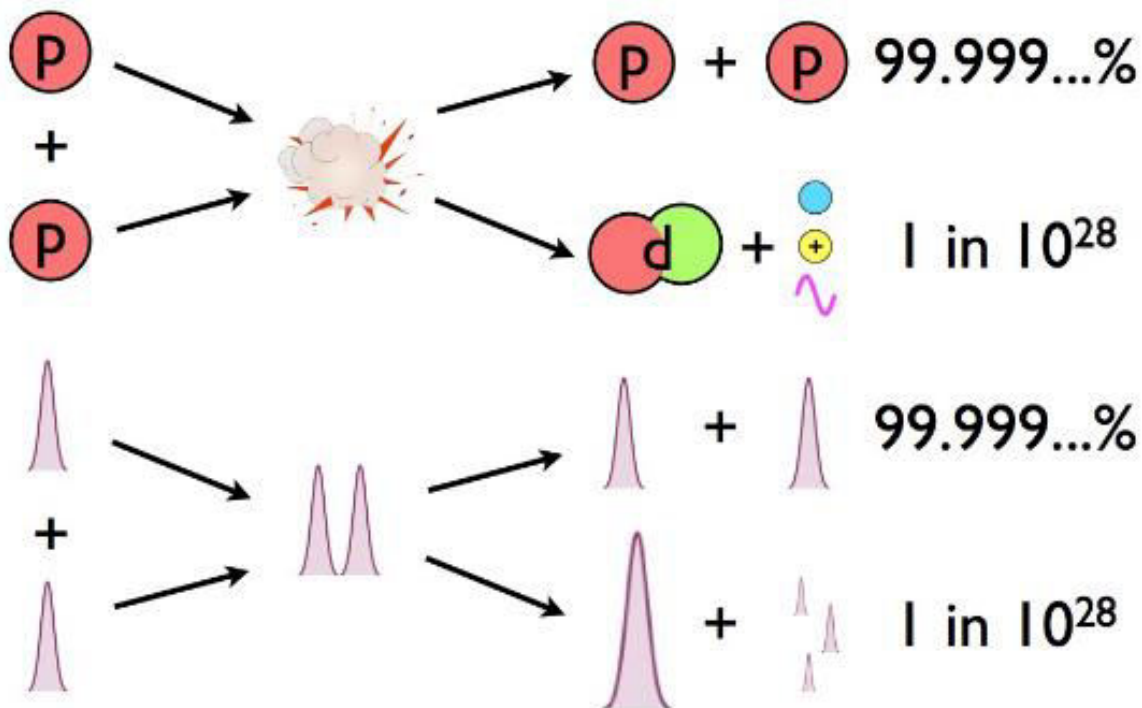 p
+
p
p + p 99.999...%
d + + 1 in 10²⁸
+
+ 99.999...%
+ 1 in 10²⁸